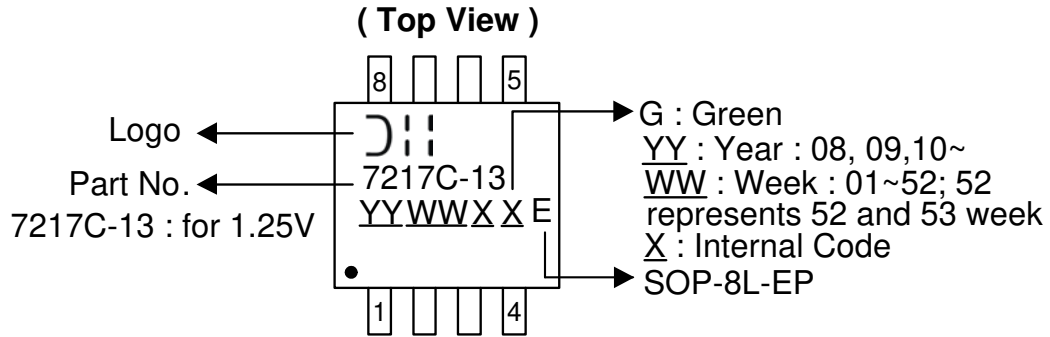 ( Top View )
8 5
Logo
7217C-13
YYWWX X E
Part No.
7217C-13 : for 1.25V
G : Green
YY : Year : 08, 09,10~
WW : Week : 01~52; 52
represents 52 and 53 week
X : Internal Code
SOP-8L-EP
1 4